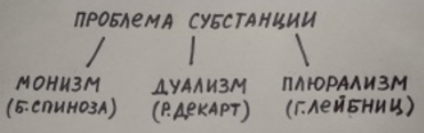 ПРОБЛЕМА СУБСТАНЦИИ
МОНИЗМ ДУАЛИЗМ ПЛЮРАЛИЗМ
(Б.СПИНОЗА) (Р.ДЕКАРТ) (Г.ЛЕЙБНИЦ)